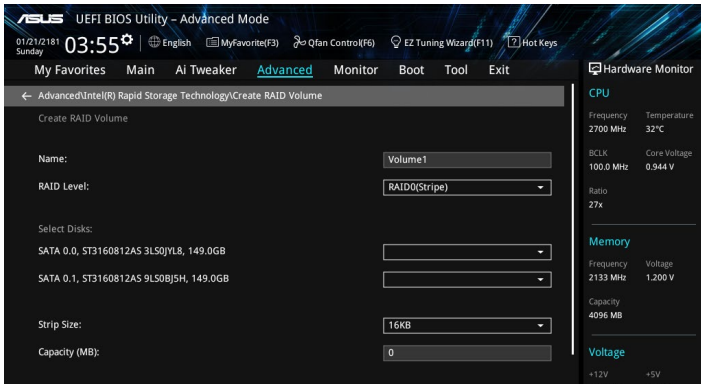 ASUS UEFI BIOS Utility – Advanced Mode
01/21/2181 Sunday 03:55 English MyFavorite(F3) Qfan Control(F6) EZ Tuning Wizard(F11) ? Hot Keys
My Favorites Main Ai Tweaker Advanced Monitor Boot Tool Exit
Hardware Monitor
← Advanced\Intel(R) Rapid Storage Technology\Create RAID Volume
Create RAID Volume
Name: Volume1
RAID Level: RAID0(Stripe)
Select Disks:
SATA 0.0, ST3160812AS 3LS0JYL8, 149.0GB
SATA 0.1, ST3160812AS 9LS0BJ5H, 149.0GB
Strip Size: 16KB
Capacity (MB): 0
CPU
Frequency Temperature
2700 MHz 32°C
BCLK Core Voltage
100.0 MHz 0.944 V
Ratio
27x
Memory
Frequency Voltage
2133 MHz 1.200 V
Capacity
4096 MB
Voltage
+12V +5V